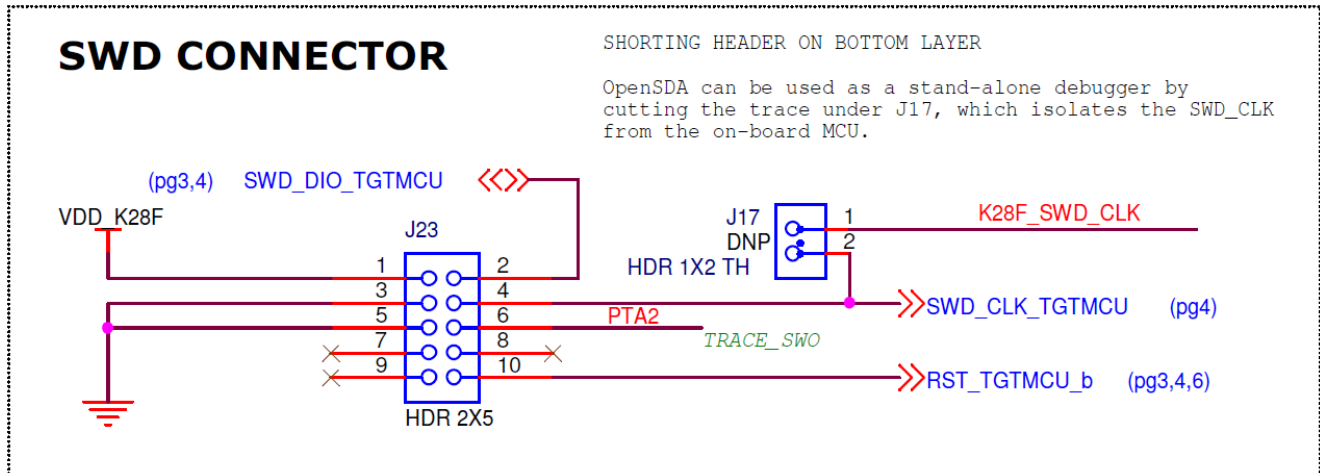 SWD CONNECTOR
SHORTING HEADER ON BOTTOM LAYER
OpenSDA can be used as a stand-alone debugger by
cutting the trace under J17, which isolates the SWD_CLK
from the on-board MCU.
(pg3,4) SWD_DIO_TGTMCU
VDD_K28F
J23
J17
DNP
HDR 1X2 TH
1
2
K28F_SWD_CLK
1 2
3 4
5 6
7 8
9 10
PTA2
TRACE_SWO
SWD_CLK_TGTMCU (pg4)
RST_TGTMCU_b (pg3,4,6)
HDR 2X5